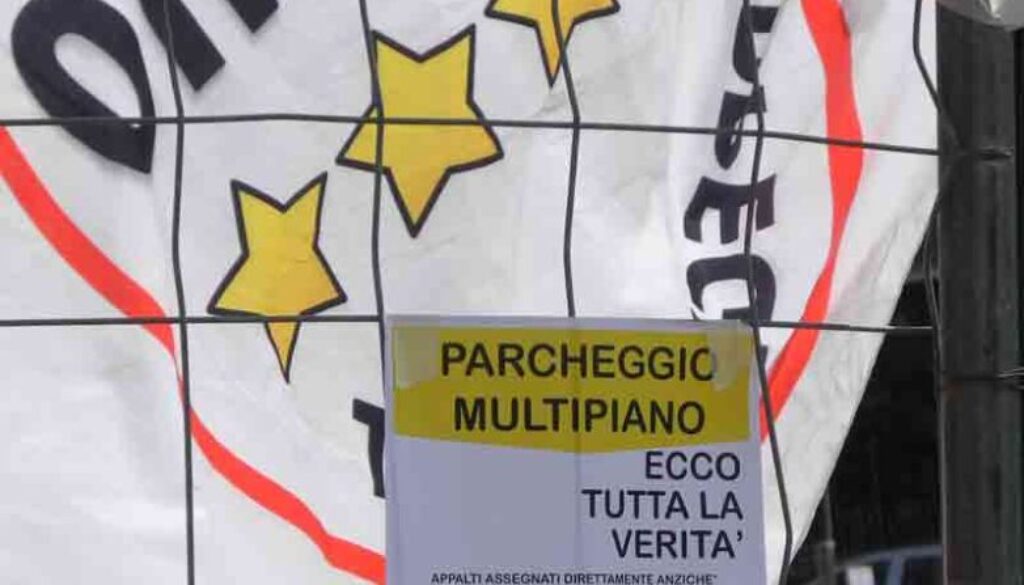 PARCHEGGIO
MULTIPIANO
ECCO
TUTTA LA
VERITA'
APPALTI ASSEGNATI DIRETTAMENTE ANZICHE'